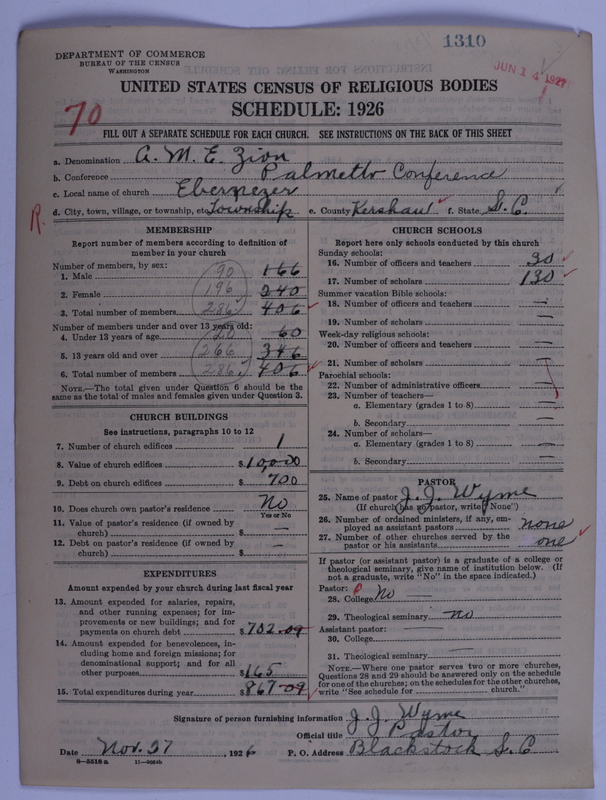 1310
DEPARTMENT OF COMMERCE
BUREAU OF THE CENSUS
WASHINGTON
JUN 14 1927
UNITED STATES CENSUS OF RELIGIOUS BODIES
SCHEDULE: 1926
70
FILL OUT A SEPARATE SCHEDULE FOR EACH CHURCH. SEE INSTRUCTIONS ON THE BACK OF THIS SHEET
a. Denomination A. M. E. Zion
b. Conference Palmetto Conference
c. Local name of church Ebernezer
R. d. City, town, village, or township, etc Township e. County Kershaw f. State S. C.
MEMBERSHIP
Report number of members according to definition of
member in your church
Number of members, by sex:
1. Male 90 166
2. Female 196 240
3. Total number of members 286 406
Number of members under and over 13 years old:
4. Under 13 years of age 20 60
5. 13 years old and over 266 346
6. Total number of members 286 406
NOTE.—The total given under Question 6 should be the
same as the total of males and females given under Question 3.
CHURCH BUILDINGS
See instructions, paragraphs 10 to 12
7. Number of church edifices 1
8. Value of church edifices $10,000
9. Debt on church edifices $700
10. Does church own pastor's residence No
Yes or No
11. Value of pastor's residence (if owned by
church) $ —
12. Debt on pastor's residence (if owned by
church) $ —
EXPENDITURES
Amount expended by your church during last fiscal year
13. Amount expended for salaries, repairs,
and other running expenses; for im-
provements or new buildings; and for
payments on church debt $702.09
14. Amount expended for benevolences, in-
cluding home and foreign missions; for
denominational support; and for all
other purposes $165
15. Total expenditures during year $867.09
CHURCH SCHOOLS
Report here only schools conducted by this church
Sunday schools:
16. Number of officers and teachers 30
17. Number of scholars 130
Summer vacation Bible schools:
18. Number of officers and teachers —
19. Number of scholars —
Week-day religious schools:
20. Number of officers and teachers —
21. Number of scholars —
Parochial schools:
22. Number of administrative officers —
23. Number of teachers—
a. Elementary (grades 1 to 8) —
b. Secondary —
24. Number of scholars—
a. Elementary (grades 1 to 8) —
b. Secondary —
PASTOR
25. Name of pastor J. J. Wyme
(If church has no pastor, write "None")
26. Number of ordained ministers, if any, em-
ployed as assistant pastors none
27. Number of other churches served by the
pastor or his assistants one
If pastor (or assistant pastor) is a graduate of a college or
theological seminary, give name of institution below. (If
not a graduate, write "No" in the space indicated.)
Pastor:
28. College No —
29. Theological seminary — no —
Assistant pastor:
30. College —
31. Theological seminary —
NOTE.—Where one pastor serves two or more churches,
Questions 28 and 29 should be answered only on the schedule
for one of the churches; on the schedules for the other churches,
write "See schedule for church."
Signature of person furnishing information J. J. Wyme
Official title Pastor
Date Nov. 27, 1926 P. O. Address Blackstock S. C
8—5518a